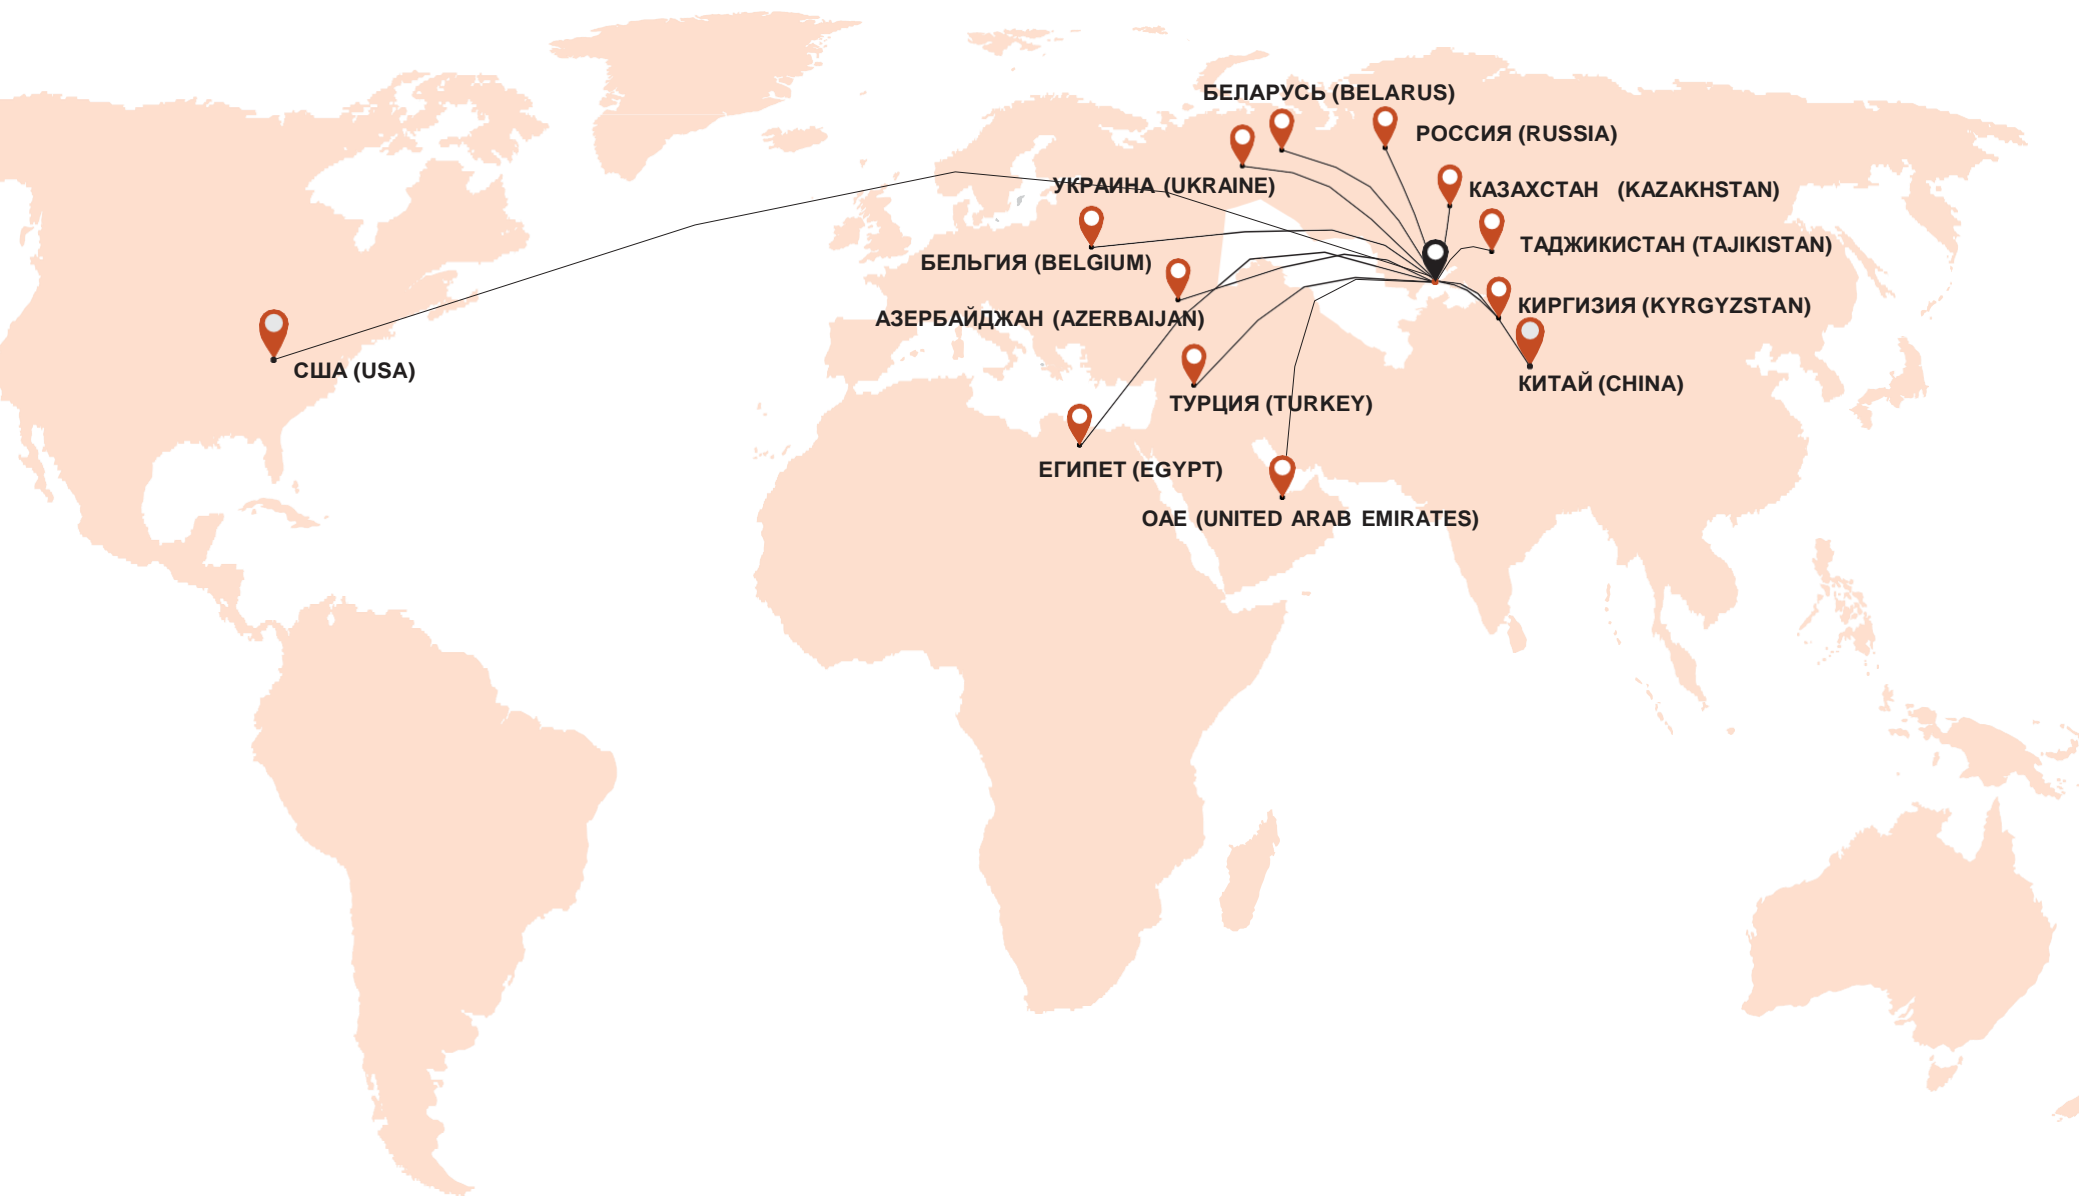 БЕЛАРУСЬ (BELARUS)
РОССИЯ (RUSSIA)
УКРАИНА (UKRAINE)
КАЗАХСТАН (KAZAKHSTAN)
ТАДЖИКИСТАН (TAJIKISTAN)
БЕЛЬГИЯ (BELGIUM)
КИРГИЗИЯ (KYRGYZSTAN)
АЗЕРБАЙДЖАН (AZERBAIJAN)
США (USA)
КИТАЙ (CHINA)
ТУРЦИЯ (TURKEY)
ЕГИПЕТ (EGYPT)
ОАЕ (UNITED ARAB EMIRATES)